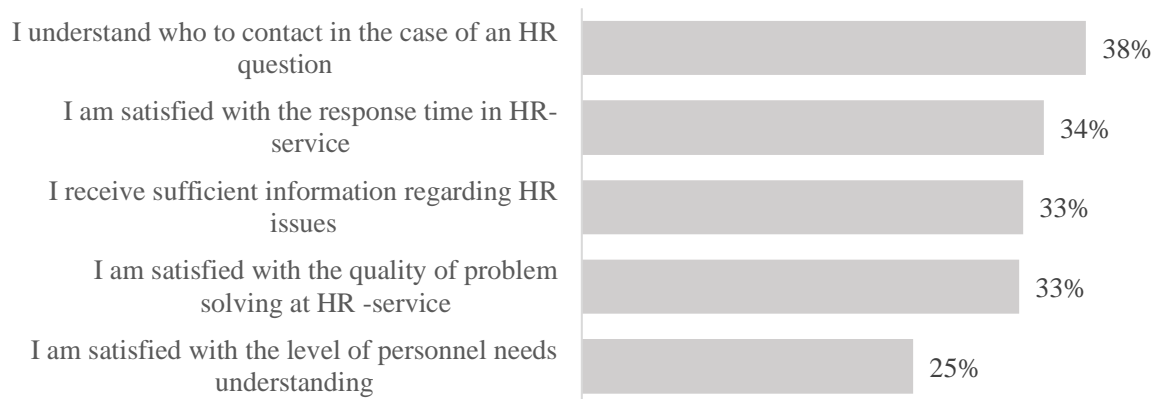 I understand who to contact in the case of an HR
question
38%
I am satisfied with the response time in HR-
service
34%
I receive sufficient information regarding HR
issues
33%
I am satisfied with the quality of problem
solving at HR -service
33%
I am satisfied with the level of personnel needs
understanding
25%